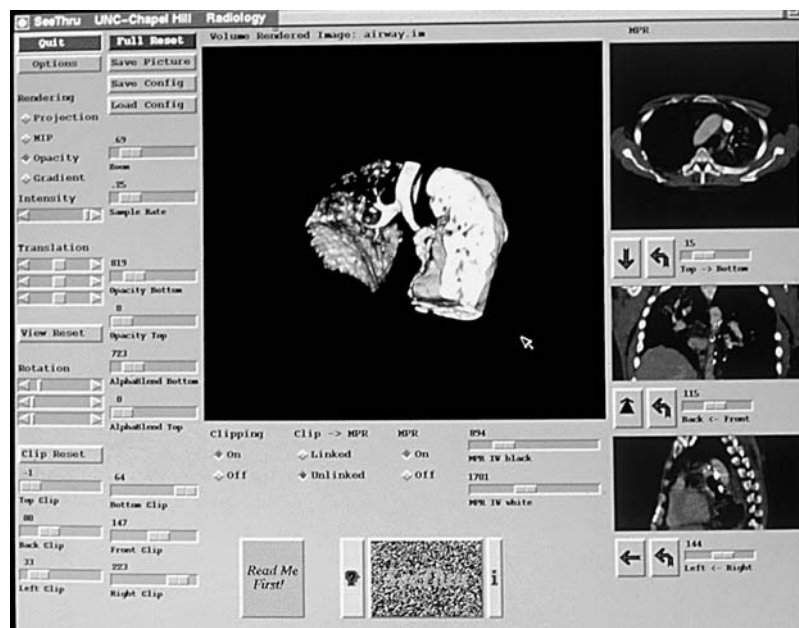 SeeThru UNC-Chapel Hill Radiology
Quit
Full Reset
Volume Rendered Image: airway.im
MPR
Options
Save Picture
Save Config
Load Config
Rendering
Projection
MIP
Opacity
Gradient
Intensity
.69
Zoom
.25
Sample Rate
Translation
819
Opacity Bottom
0
Opacity Top
View Reset
723
AlphaBlend Bottom
Rotation
0
AlphaBlend Top
Clip Reset
-1
Top Clip
64
Bottom Clip
80
Back Clip
147
Front Clip
33
Left Clip
223
Right Clip
Clipping
On
Off
Clip -> MPR
Linked
Unlinked
MPR
On
Off
894
MPR IW black
1701
MPR IW white
15
Top -> Bottom
115
Back <- Front
144
Left <- Right
Read Me
First!
?
i